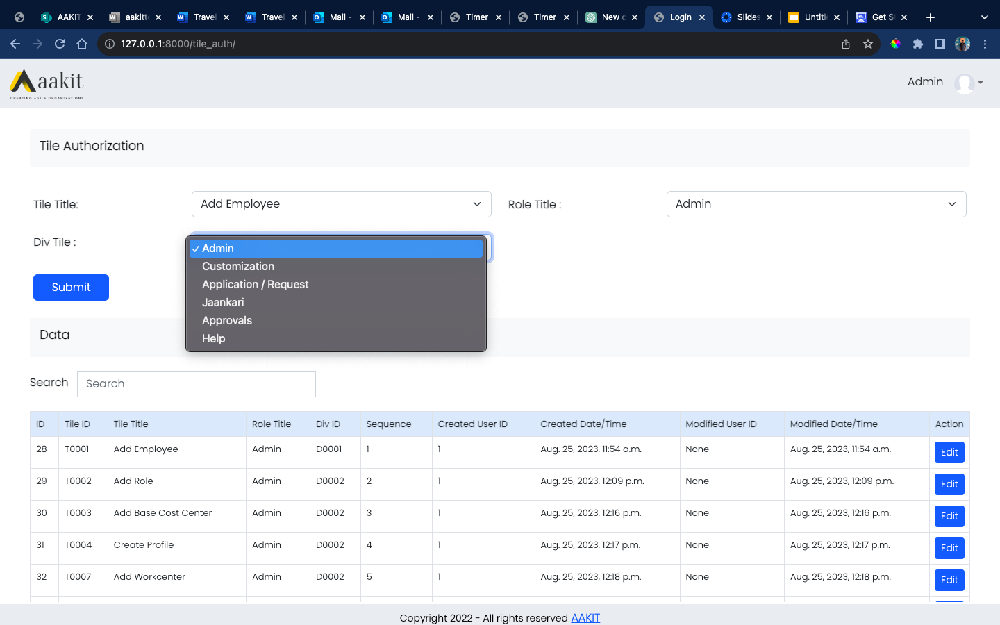 AAKIT
aakitte
Travel
Travel
Mail -
Mail -
Timer
Timer
New c
Login
Slides
Untitle
Get S
127.0.0.1:8000/tile_auth/
aakit
CREATING AGILE ORGANIZATIONS
Admin
Tile Authorization
Tile Title: Add Employee Role Title : Admin
Div Tile :
✓ Admin
Customization
Application / Request
Jaankari
Approvals
Help
Submit
Data
Search Search
ID Tile ID Tile Title Role Title Div ID Sequence Created User ID Created Date/Time Modified User ID Modified Date/Time Action
28 T0001 Add Employee Admin D0001 1 1 Aug. 25, 2023, 11:54 a.m. None Aug. 25, 2023, 11:54 a.m. Edit
29 T0002 Add Role Admin D0002 2 1 Aug. 25, 2023, 12:09 p.m. None Aug. 25, 2023, 12:09 p.m. Edit
30 T0003 Add Base Cost Center Admin D0002 3 1 Aug. 25, 2023, 12:16 p.m. None Aug. 25, 2023, 12:16 p.m. Edit
31 T0004 Create Profile Admin D0002 4 1 Aug. 25, 2023, 12:17 p.m. None Aug. 25, 2023, 12:17 p.m. Edit
32 T0007 Add Workcenter Admin D0002 5 1 Aug. 25, 2023, 12:18 p.m. None Aug. 25, 2023, 12:18 p.m. Edit
Copyright 2022 - All rights reserved AAKIT